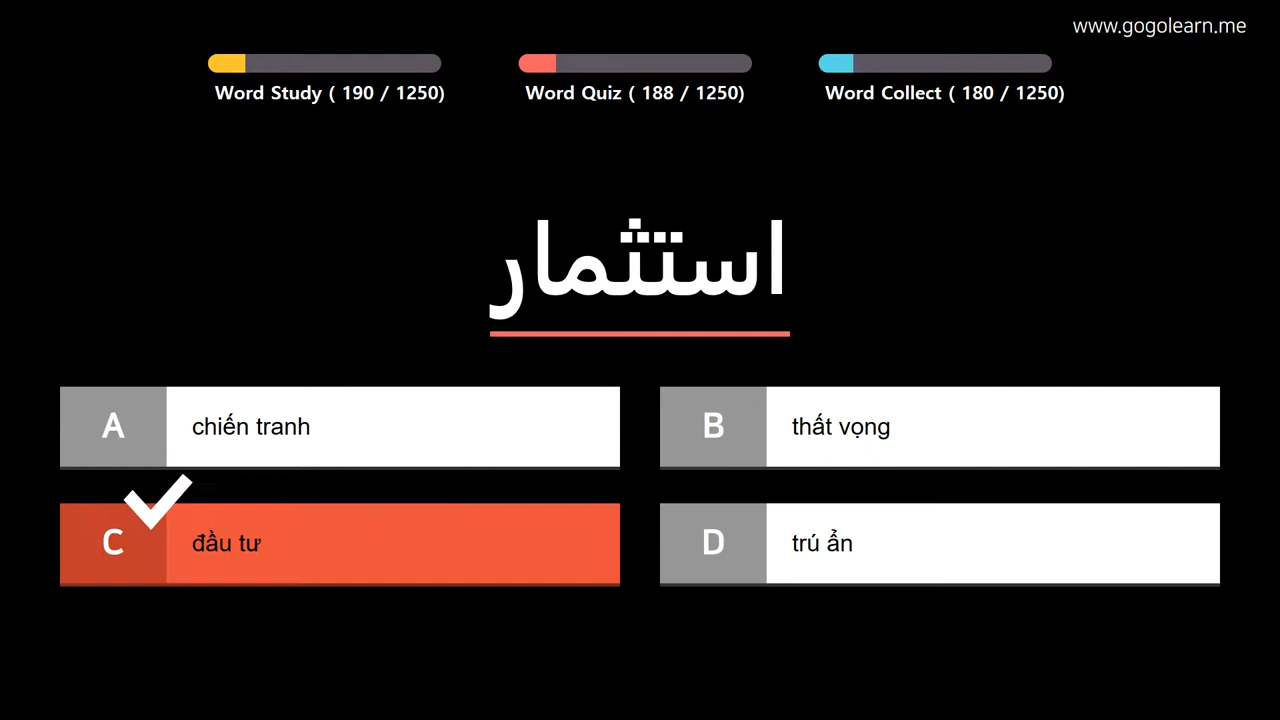 www.gogolearn.me
Word Study ( 190 / 1250)
Word Quiz ( 188 / 1250)
Word Collect ( 180 / 1250)
استثمار
A
chiến tranh
B
thất vọng
C
đầu tư
D
trú ẩn